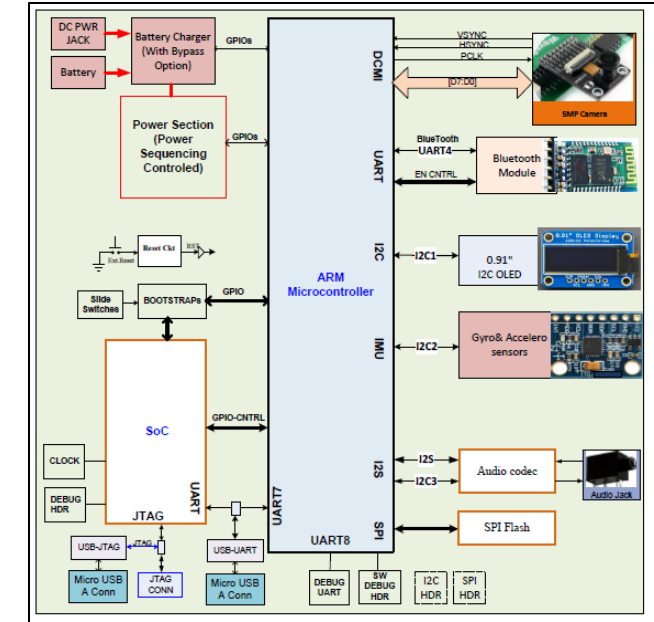 DC PWR
JACK
Battery
Battery Charger
(With Bypass
Option)
GPIOs
Power Section
(Power
Sequencing
Controled)
GPIOs
Ext.Reset
Reset Ckt
RST
Slide
Switches
BOOTSTRAPs
GPIO
SoC
GPIO-CNTRL
CLOCK
DEBUG
HDR
UART
JTAG
USB-JTAG
JTAG
Micro USB
A Conn
JTAG
CONN
USB-UART
Micro USB
A Conn
ARM
Microcontroller
DCMI
UART
I2C
IMU
I2S
SPI
UART7
UART8
DEBUG
UART
SW
DEBUG
HDR
I2C
HDR
SPI
HDR
VSYNC
HSYNC
PCLK
[D7:D0]
5MP Camera
BlueTooth
UART4
EN CNTRL
Bluetooth
Module
I2C1
0.91"
I2C OLED
0.91" OLED Display
I2C2
Gyro& Accelero
sensors
I2S
I2C3
Audio codec
Audio Jack
SPI Flash